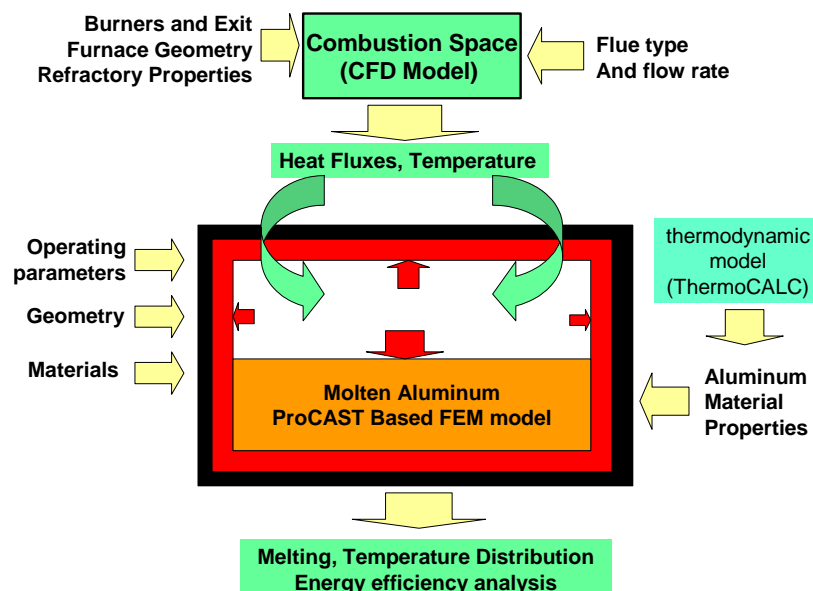 Burners and Exit
Furnace Geometry
Refractory Properties
Combustion Space
(CFD Model)
Flue type
And flow rate
Heat Fluxes, Temperature
Operating
parameters
Geometry
Materials
thermodynamic
model
(ThermoCALC)
Molten Aluminum
ProCAST Based FEM model
Aluminum
Material
Properties
Melting, Temperature Distribution
Energy efficiency analysis